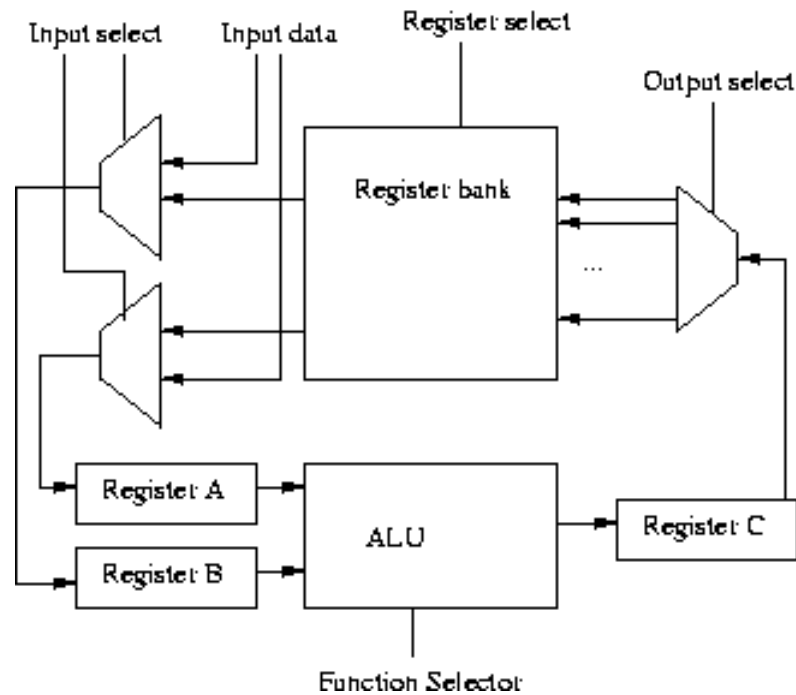 Register select
Input select
Input data
Output select
Register bank
...
Register A
ALU
Register C
Register B
Function Selector